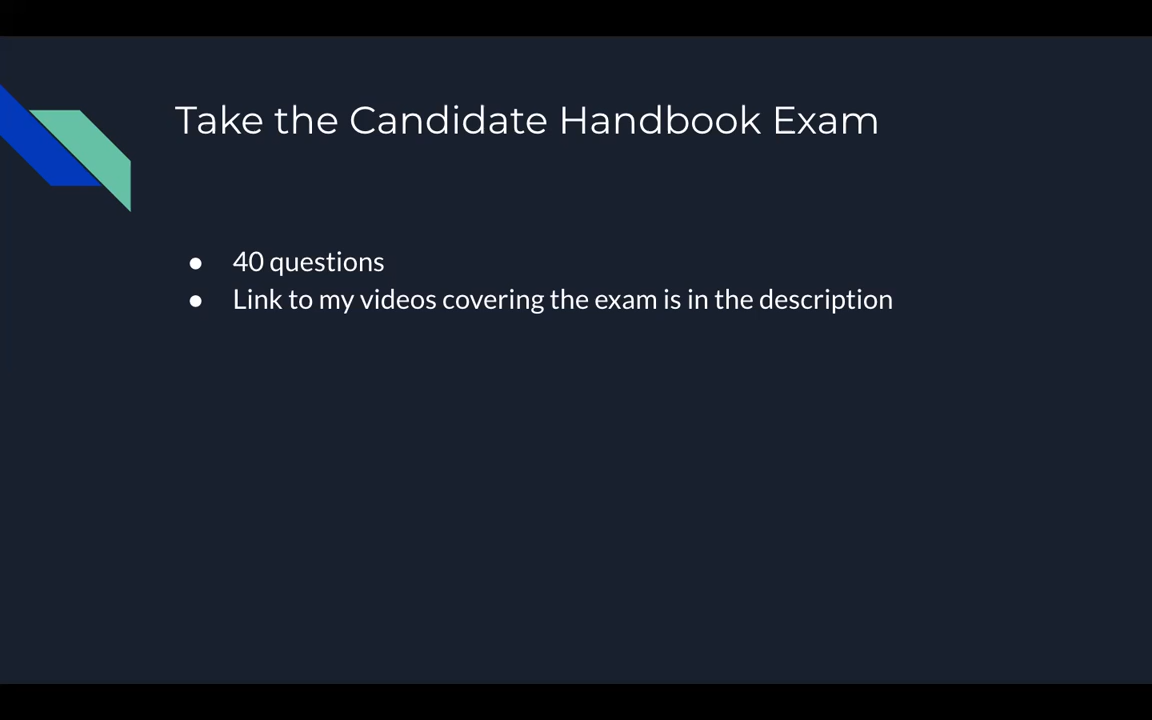 Take the Candidate Handbook Exam
● 40 questions
● Link to my videos covering the exam is in the description